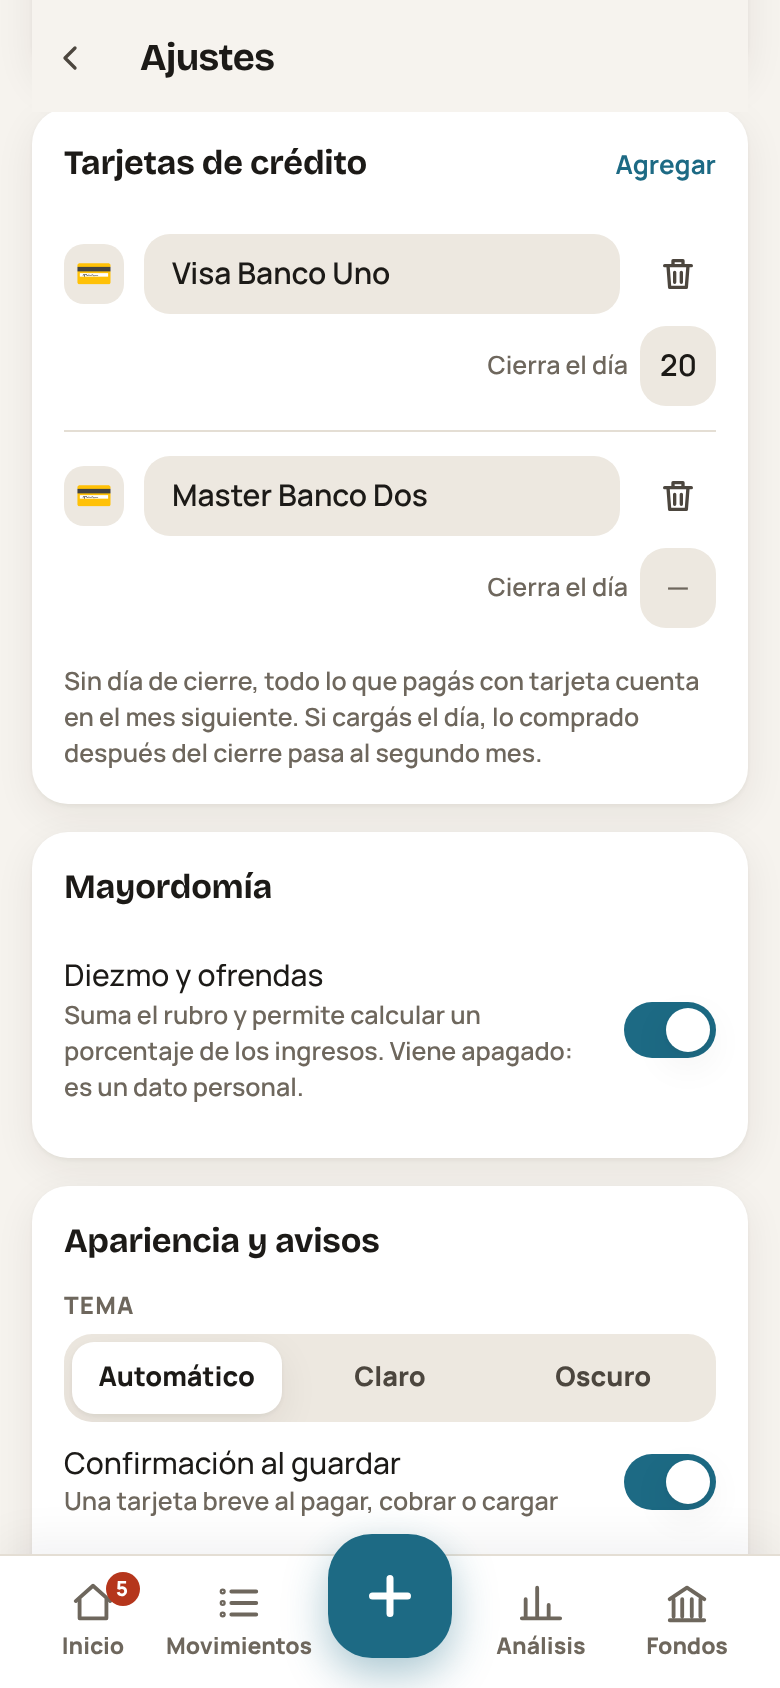 Ajustes
Tarjetas de crédito
Agregar
Visa Banco Uno
Cierra el día
20
Master Banco Dos
Cierra el día
—
Sin día de cierre, todo lo que pagás con tarjeta cuenta
en el mes siguiente. Si cargás el día, lo comprado
después del cierre pasa al segundo mes.
Mayordomía
Diezmo y ofrendas
Suma el rubro y permite calcular un
porcentaje de los ingresos. Viene apagado:
es un dato personal.
Apariencia y avisos
TEMA
Automático
Claro
Oscuro
Confirmación al guardar
Una tarjeta breve al pagar, cobrar o cargar
5
Inicio
Movimientos
Análisis
Fondos